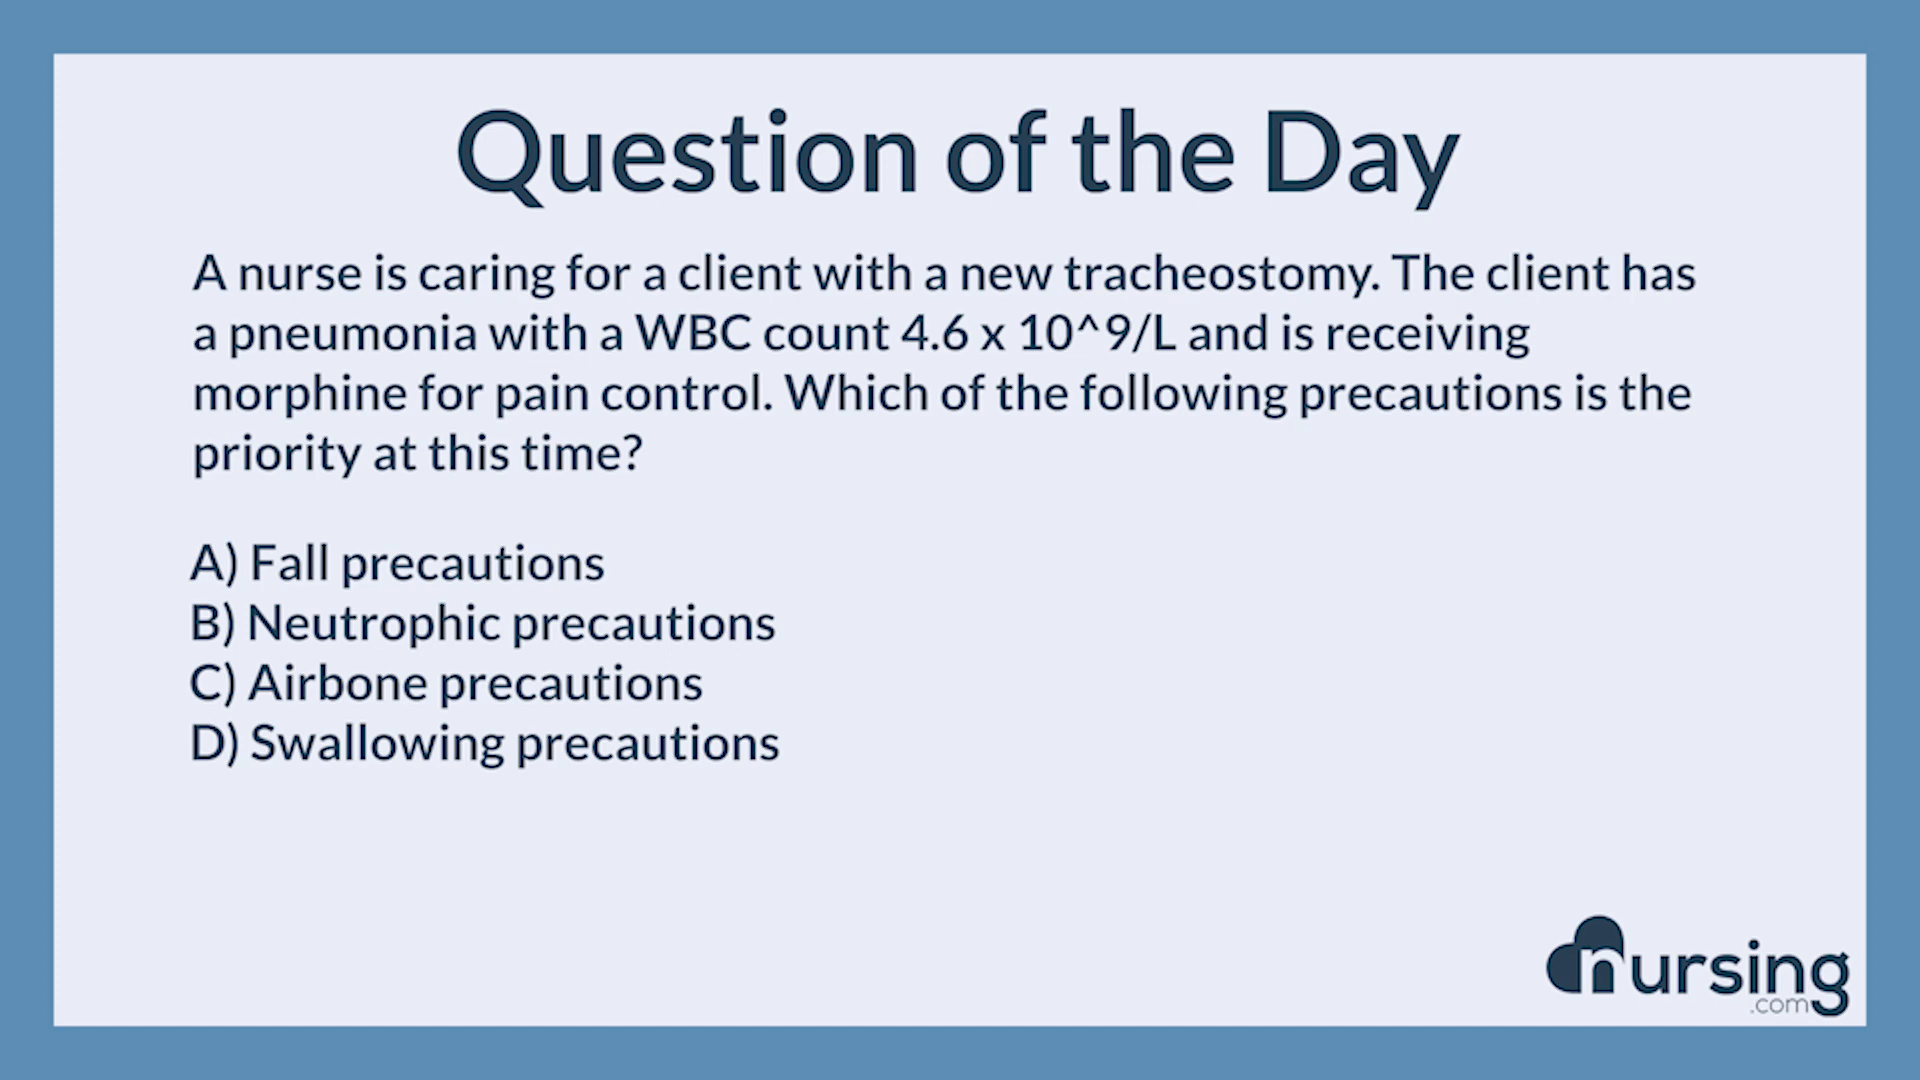 Question of the Day
A nurse is caring for a client with a new tracheostomy. The client has
a pneumonia with a WBC count 4.6 x 10^9/L and is receiving
morphine for pain control. Which of the following precautions is the
priority at this time?
A) Fall precautions
B) Neutrophic precautions
C) Airbone precautions
D) Swallowing precautions
nursing
.com